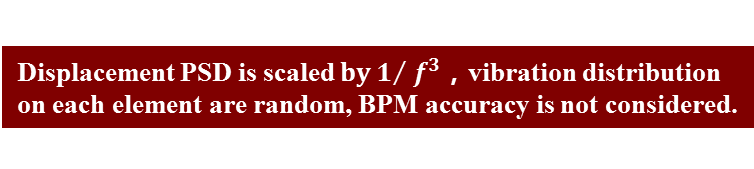 Displacement PSD is scaled by 1/ f³ , vibration distribution
on each element are random, BPM accuracy is not considered.